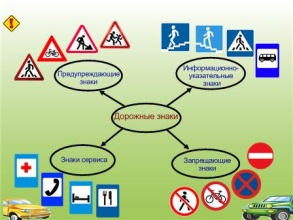 Предупреждающие
знаки
Информационно-
указательные
знаки
Дорожные знаки
Знаки сервиса
Запрещающие
знаки